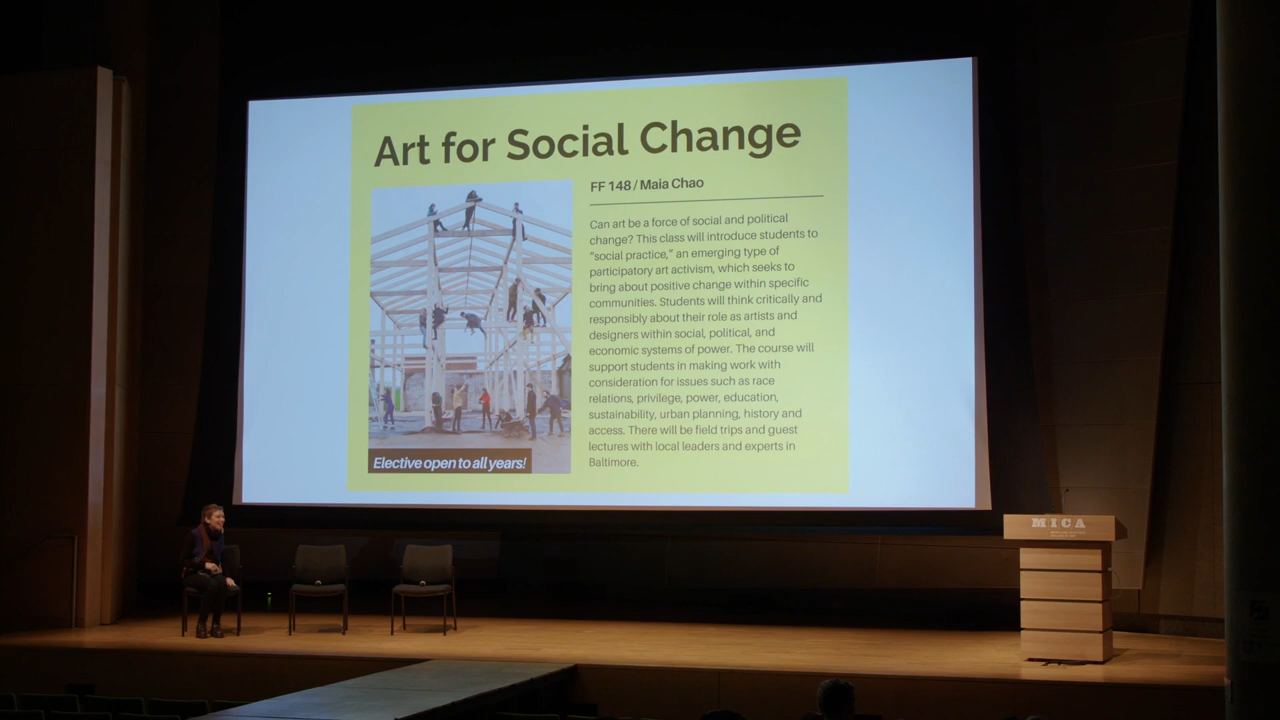 Art for Social Change
FF 148 / Maia Chao
Can art be a force of social and political
change? This class will introduce students to
"social practice," an emerging type of
participatory art activism, which seeks to
bring about positive change within specific
communities. Students will think critically and
responsibly about their role as artists and
designers within social, political, and
economic systems of power. The course will
support students in making work with
consideration for issues such as race
relations, privilege, power, education,
sustainability, urban planning, history and
access. There will be field trips and guest
lectures with local leaders and experts in
Baltimore.
Elective open to all years!
MICA